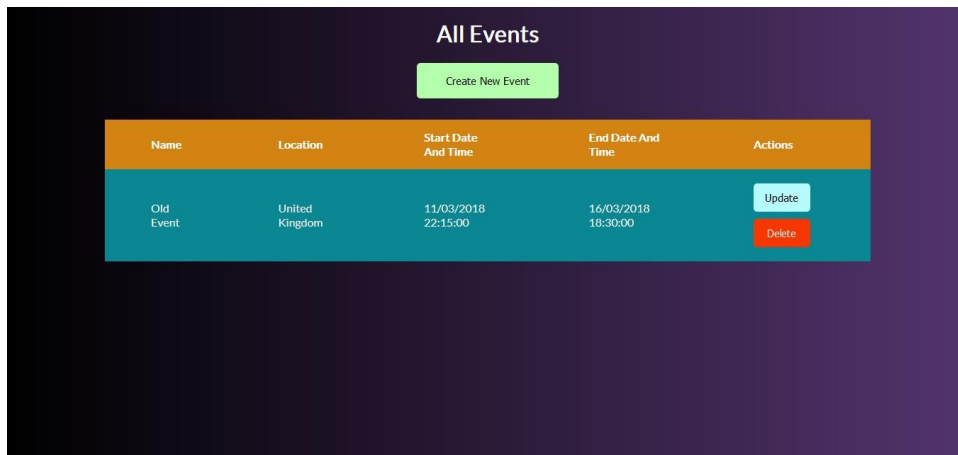 All Events
Create New Event
Name Location Start Date And Time End Date And Time Actions
Old Event United Kingdom 11/03/2018 22:15:00 16/03/2018 18:30:00 Update
Delete